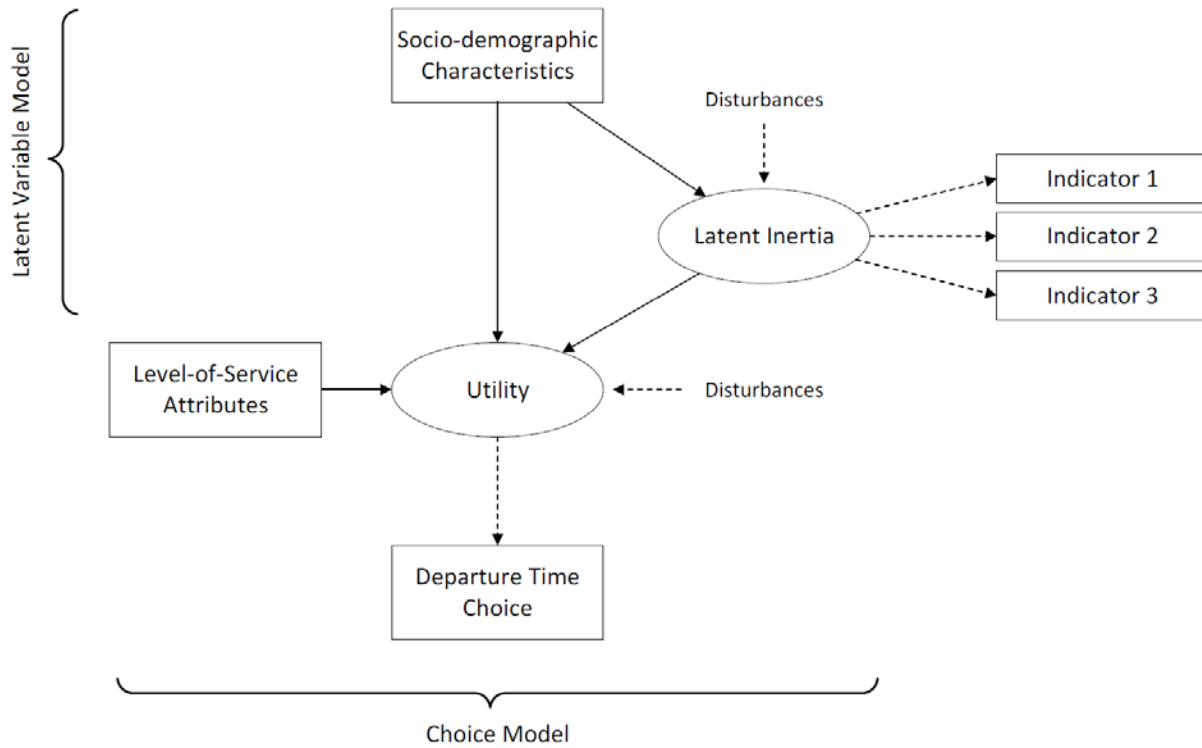 Socio-demographic
Characteristics
Disturbances
Latent Variable Model
Indicator 1
Latent Inertia
Indicator 2
Indicator 3
Level-of-Service
Attributes
Utility
Disturbances
Departure Time
Choice
Choice Model